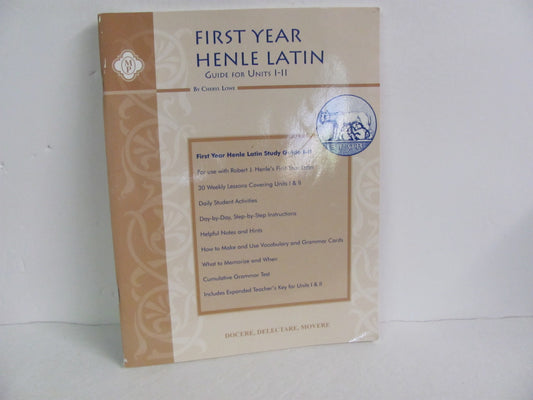 FIRST YEAR
HENLE LATIN
GUIDE FOR UNITS I-II
BY CHERYL LOWE
M
P
First Year Henle Latin Study Guide I-II
For use with Robert J. Henle's First Year Latin
30 Weekly Lessons Covering Units I & II
Daily Student Activities
Day-by-Day, Step-by-Step Instructions
Helpful Notes and Hints
How to Make and Use Vocabulary and Grammar Cards
What to Memorize and When
Cumulative Grammar Test
Includes Expanded Teacher's Key for Units I & II
DOCERE, DELECTARE, MOVERE